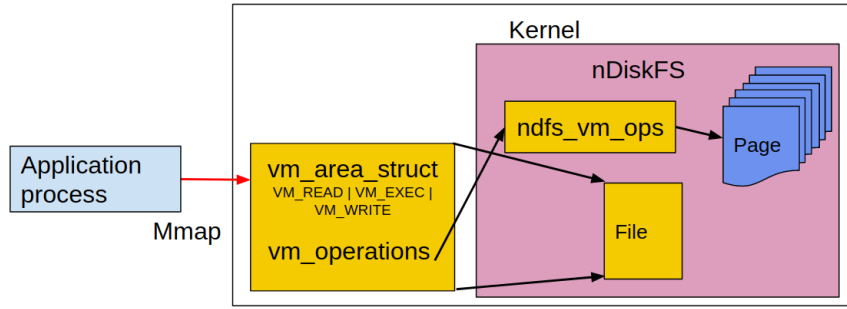 Kernel
nDiskFS
ndfs_vm_ops
Page
Application
process
Mmap
vm_area_struct
VM_READ | VM_EXEC |
VM_WRITE
vm_operations
File